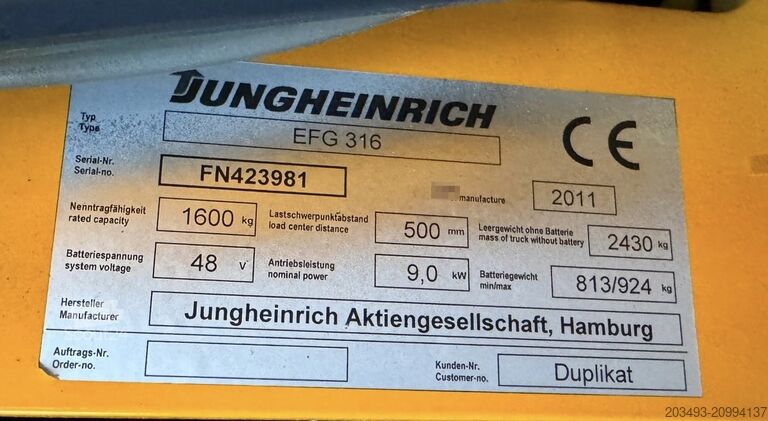 JUNGHEINRICH
Typ
Type
EFG 316
CE
Serial-Nr.
Serial-no.
FN423981
manufacture
2011
Nenntragfähigkeit
rated capacity
1600 kg
Lastschwerpunktabstand
load center distance
500 mm
Leergewicht ohne Batterie
mass of truck without battery
2430 kg
Batteriespannung
system voltage
48 V
Antriebsleistung
nominal power
9,0 kW
Batteriegewicht
min/max
813/924 kg
Hersteller
Manufacturer
Jungheinrich Aktiengesellschaft, Hamburg
Auftrags-Nr.
Order-no.
Kunden-Nr.
Customer-no.
Duplikat
203493-20994137